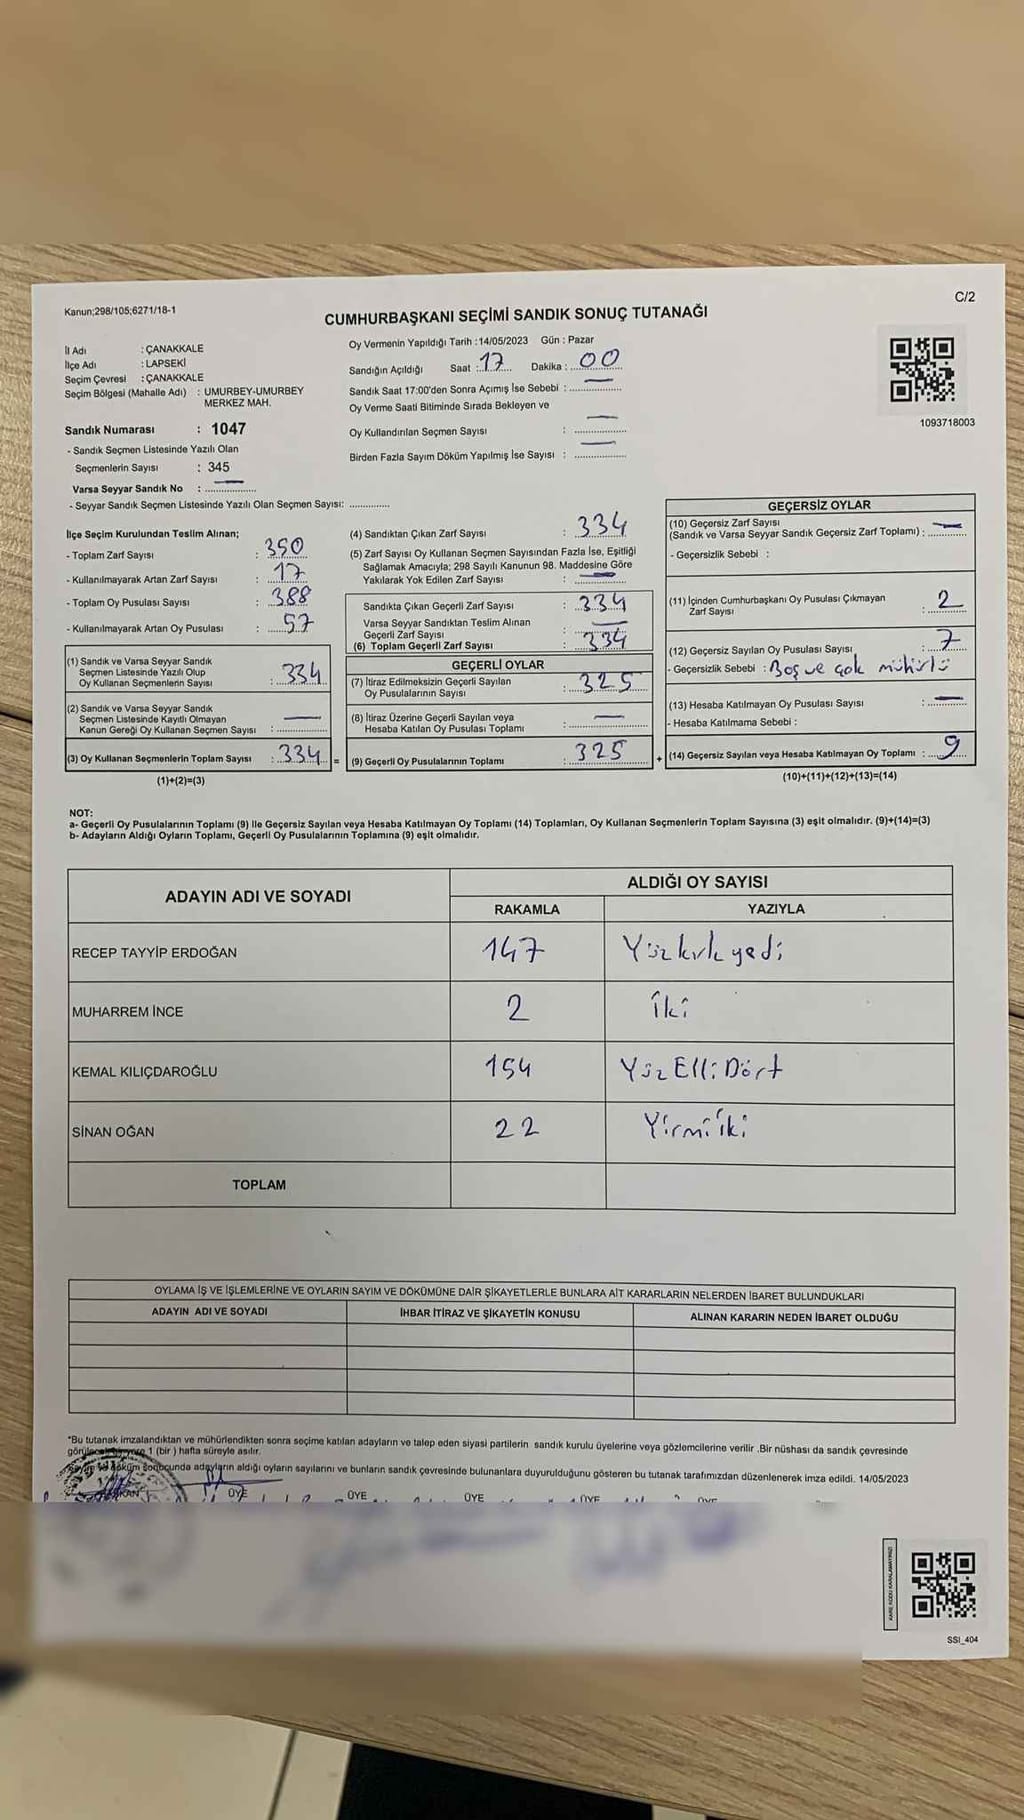 Kanun;298/105;6271/18-1
C/2
CUMHURBAŞKANI SEÇİMİ SANDIK SONUÇ TUTANAĞI
İl Adı : ÇANAKKALE
İlçe Adı : LAPSEKİ
Seçim Çevresi : ÇANAKKALE
Seçim Bölgesi (Mahalle Adı) : UMURBEY-UMURBEY
MERKEZ MAH.
Sandık Numarası : 1047
- Sandık Seçmen Listesinde Yazılı Olan
Seçmenlerin Sayısı : 345
Varsa Seyyar Sandık No : —
- Seyyar Sandık Seçmen Listesinde Yazılı Olan Seçmen Sayısı: ..............
Oy Vermenin Yapıldığı Tarih :14/05/2023 Gün : Pazar
Sandığın Açıldığı Saat : 17 Dakika : 00
Sandık Saat 17:00'den Sonra Açımış İse Sebebi : —
Oy Verme Saati Bitiminde Sırada Bekleyen ve
Oy Kullandırılan Seçmen Sayısı : —
Birden Fazla Sayım Döküm Yapılmış İse Sayısı : —
1093718003
İlçe Seçim Kurulundan Teslim Alınan;
- Toplam Zarf Sayısı : 350
- Kullanılmayarak Artan Zarf Sayısı : 17
- Toplam Oy Pusulası Sayısı : 388
- Kullanılmayarak Artan Oy Pusulası : 57
(1) Sandık ve Varsa Seyyar Sandık
Seçmen Listesinde Yazılı Olup
Oy Kullanan Seçmenlerin Sayısı : 334
(2) Sandık ve Varsa Seyyar Sandık
Seçmen Listesinde Kayıtlı Olmayan
Kanun Gereği Oy Kullanan Seçmen Sayısı : —
(3) Oy Kullanan Seçmenlerin Toplam Sayısı : 334 =
(1)+(2)=(3)
(4) Sandıktan Çıkan Zarf Sayısı : 334
(5) Zarf Sayısı Oy Kullanan Seçmen Sayısından Fazla İse, Eşitliği
Sağlamak Amacıyla; 298 Sayılı Kanunun 98. Maddesine Göre
Yakılarak Yok Edilen Zarf Sayısı : —
Sandıkta Çıkan Geçerli Zarf Sayısı : 334
Varsa Seyyar Sandıktan Teslim Alınan
Geçerli Zarf Sayısı : —
(6) Toplam Geçerli Zarf Sayısı : 334
GEÇERLİ OYLAR
(7) İtiraz Edilmeksizin Geçerli Sayılan
Oy Pusulalarının Sayısı : 325
(8) İtiraz Üzerine Geçerli Sayılan veya
Hesaba Katılan Oy Pusulası Toplamı : —
(9) Geçerli Oy Pusulalarının Toplamı : 325 +
GEÇERSİZ OYLAR
(10) Geçersiz Zarf Sayısı
(Sandık ve Varsa Seyyar Sandık Geçersiz Zarf Toplamı) : —
- Geçersizlik Sebebi :
(11) İçinden Cumhurbaşkanı Oy Pusulası Çıkmayan
Zarf Sayısı : 2
(12) Geçersiz Sayılan Oy Pusulası Sayısı : 7
- Geçersizlik Sebebi : Boş ve çok mühürlü
(13) Hesaba Katılmayan Oy Pusulası Sayısı : —
- Hesaba Katılmama Sebebi :
(14) Geçersiz Sayılan veya Hesaba Katılmayan Oy Toplamı : 9
(10)+(11)+(12)+(13)=(14)
NOT:
a- Geçerli Oy Pusulalarının Toplamı (9) ile Geçersiz Sayılan veya Hesaba Katılmayan Oy Toplamı (14) Toplamları, Oy Kullanan Seçmenlerin Toplam Sayısına (3) eşit olmalıdır. (9)+(14)=(3)
b- Adayların Aldığı Oyların Toplamı, Geçerli Oy Pusulalarının Toplamına (9) eşit olmalıdır.
ADAYIN ADI VE SOYADI
ALDIĞI OY SAYISI
RAKAMLA YAZIYLA
RECEP TAYYİP ERDOĞAN 147 Yüz kırk yedi
MUHARREM İNCE 2 İki
KEMAL KILIÇDAROĞLU 154 Yüz Elli Dört
SİNAN OĞAN 22 Yirmi iki
TOPLAM
OYLAMA İŞ VE İŞLEMLERİNE VE OYLARIN SAYIM VE DÖKÜMÜNE DAİR ŞİKAYETLERLE BUNLARA AİT KARARLARIN NELERDEN İBARET BULUNDUKLARI
ADAYIN ADI VE SOYADI İHBAR İTİRAZ VE ŞİKAYETİN KONUSU ALINAN KARARIN NEDEN İBARET OLDUĞU
*Bu tutanak imzalandıktan ve mühürlendikten sonra seçime katılan adayların ve talep eden siyasi partilerin sandık kurulu üyelerine veya gözlemcilerine verilir .Bir nüshası da sandık çevresinde
1 (bir ) hafta süreyle asılır.
döküm sonucunda adayların aldığı oyların sayılarını ve bunların sandık çevresinde bulunanlara duyurulduğunu gösteren bu tutanak tarafımızdan düzenlenerek imza edildi. 14/05/2023
BAŞKAN ÜYE ÜYE ÜYE ÜYE ÜYE
KARE KODU KARALAMAYINIZ!
SSI_404